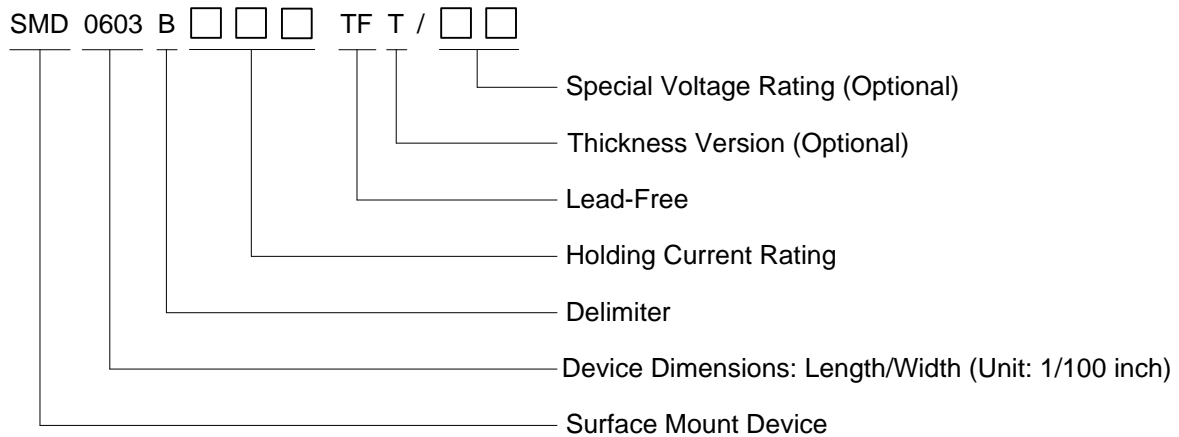 SMD 0603 B □ □ □ TF T / □ □
Special Voltage Rating (Optional)
Thickness Version (Optional)
Lead-Free
Holding Current Rating
Delimiter
Device Dimensions: Length/Width (Unit: 1/100 inch)
Surface Mount Device